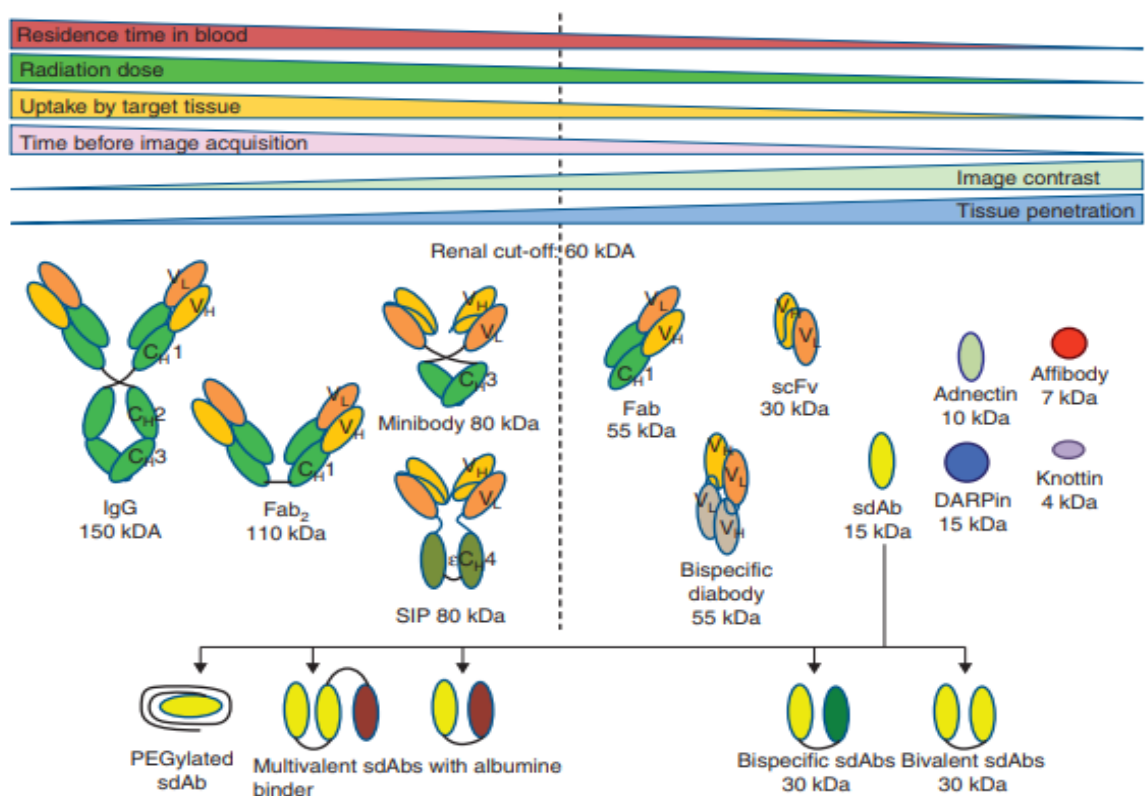 Residence time in blood
Radiation dose
Uptake by target tissue
Time before image acquisition
Image contrast
Tissue penetration
Renal cut-off: 60 kDA
VL
VH
CH1
CH2
CH3
IgG
150 kDA
VL
VH
CH1
Fab2
110 kDa
VH
VL
CH3
Minibody 80 kDa
VH
VL
εCH4
SIP 80 kDa
VL
VH
CH1
Fab
55 kDa
VH
VL
scFv
30 kDa
VH
VL
VL
VH
Bispecific
diabody
55 kDa
sdAb
15 kDa
Adnectin
10 kDa
Affibody
7 kDa
DARPin
15 kDa
Knottin
4 kDa
PEGylated
sdAb
Multivalent sdAbs with albumine
binder
Bispecific sdAbs
30 kDa
Bivalent sdAbs
30 kDa